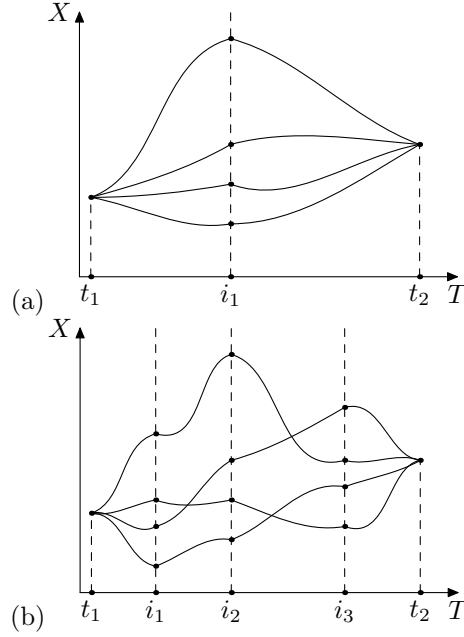 X
(a) t₁ i₁ t₂ T
X
(b) t₁ i₁ i₂ i₃ t₂ T